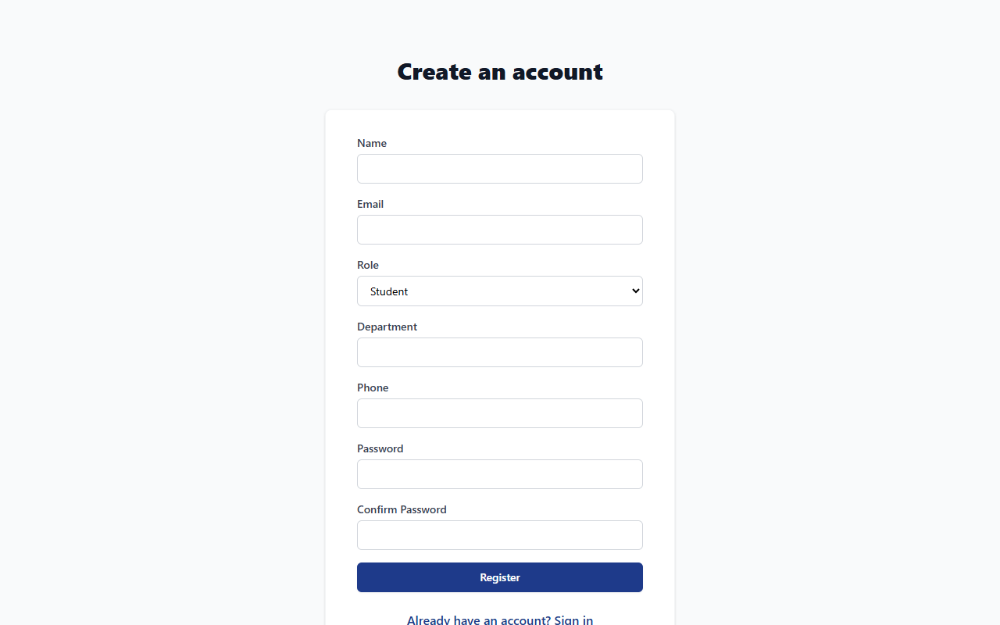 Create an account
Name
Email
Role
Student
Department
Phone
Password
Confirm Password
Register
Already have an account? Sign in